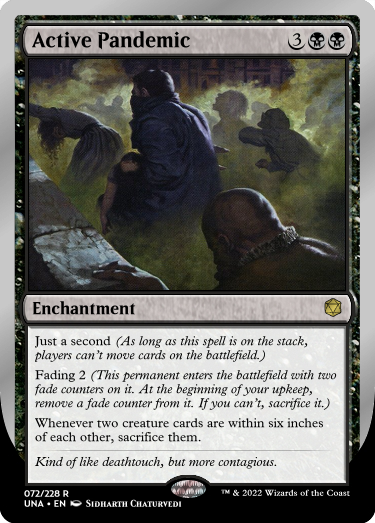 Active Pandemic 3
Enchantment
Just a second (As long as this spell is on the stack,
players can't move cards on the battlefield.)
Fading 2 (This permanent enters the battlefield with two
fade counters on it. At the beginning of your upkeep,
remove a fade counter from it. If you can't, sacrifice it.)
Whenever two creature cards are within six inches
of each other, sacrifice them.
Kind of like deathtouch, but more contagious.
072/228 R
UNA • EN Sidharth Chaturvedi
™ & 2022 Wizards of the Coast